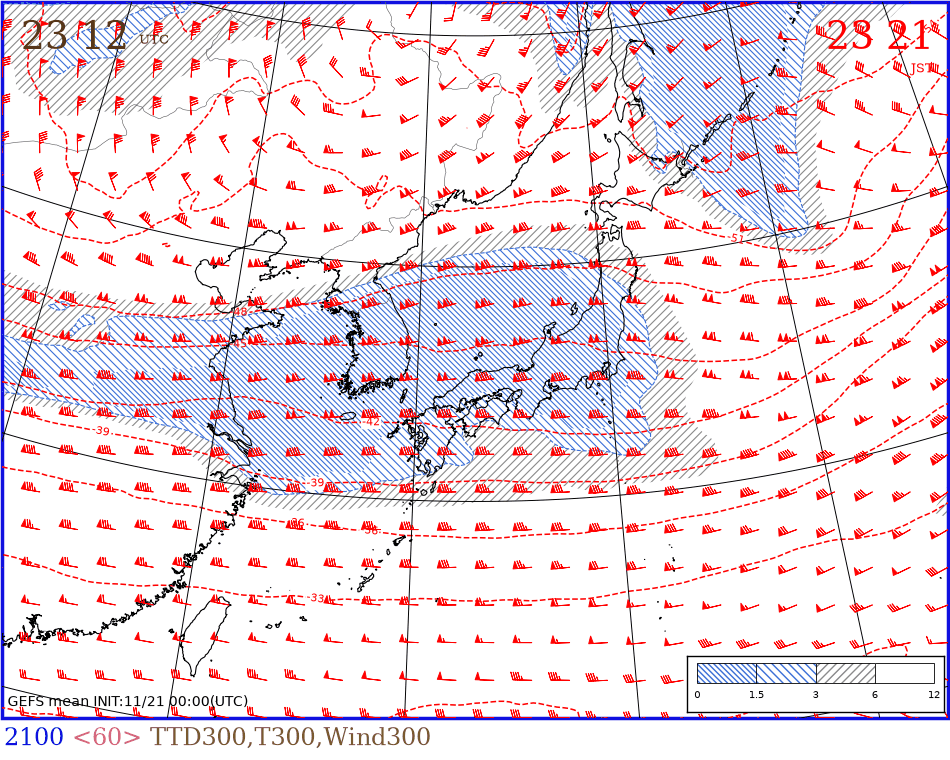 23 12 UTC
23 21
JST
-51
-48
-45
-42
-39
-39
-36
-36
-33
GEFS mean INIT:11/21 00:00(UTC)
0 1.5 3 6 12
2100 <60> TTD300,T300,Wind300